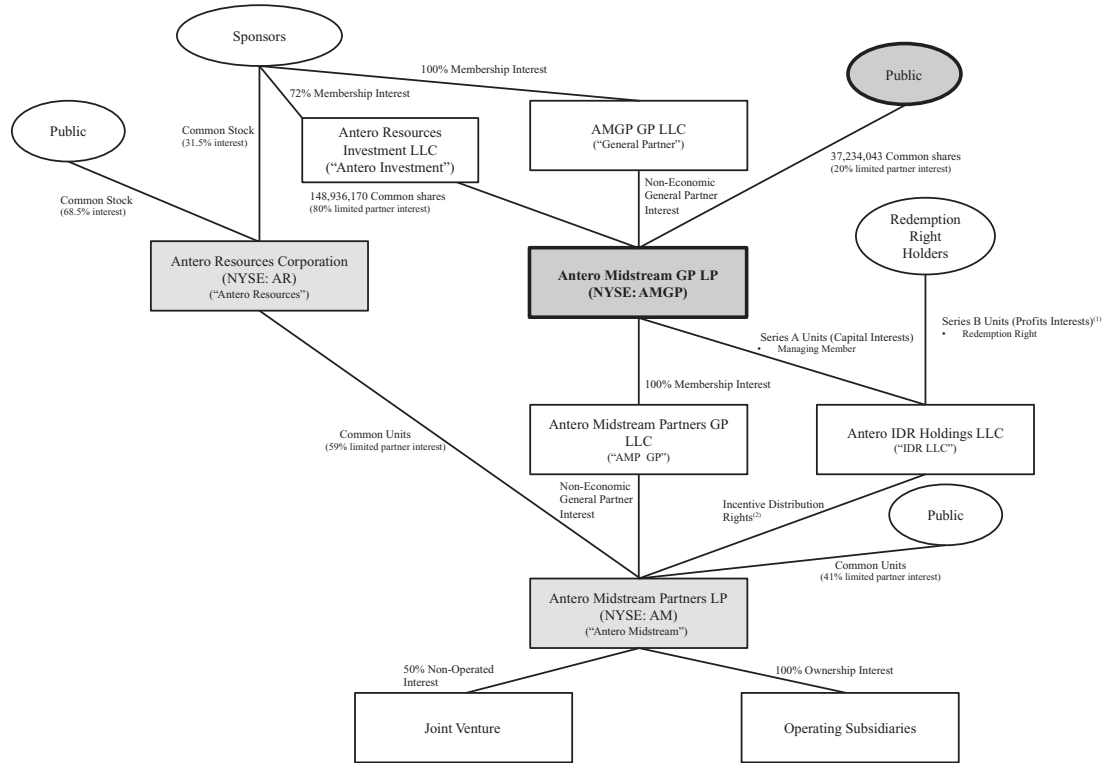 Sponsors
100% Membership Interest
Public
72% Membership Interest
Public
Common Stock
(31.5% interest)
Antero Resources
Investment LLC
(“Antero Investment”)
AMGP GP LLC
(“General Partner”)
37,234,043 Common shares
(20% limited partner interest)
Common Stock
(68.5% interest)
148,936,170 Common shares
(80% limited partner interest)
Non-Economic
General Partner
Interest
Redemption
Right
Holders
Antero Resources Corporation
(NYSE: AR)
(“Antero Resources”)
Antero Midstream GP LP
(NYSE: AMGP)
Series A Units (Capital Interests)
• Managing Member
Series B Units (Profits Interests)(1)
• Redemption Right
100% Membership Interest
Common Units
(59% limited partner interest)
Antero Midstream Partners GP
LLC
(“AMP GP”)
Antero IDR Holdings LLC
(“IDR LLC”)
Non-Economic
General Partner
Interest
Incentive Distribution
Rights(2)
Public
Common Units
(41% limited partner interest)
Antero Midstream Partners LP
(NYSE: AM)
(“Antero Midstream”)
50% Non-Operated
Interest
100% Ownership Interest
Joint Venture
Operating Subsidiaries